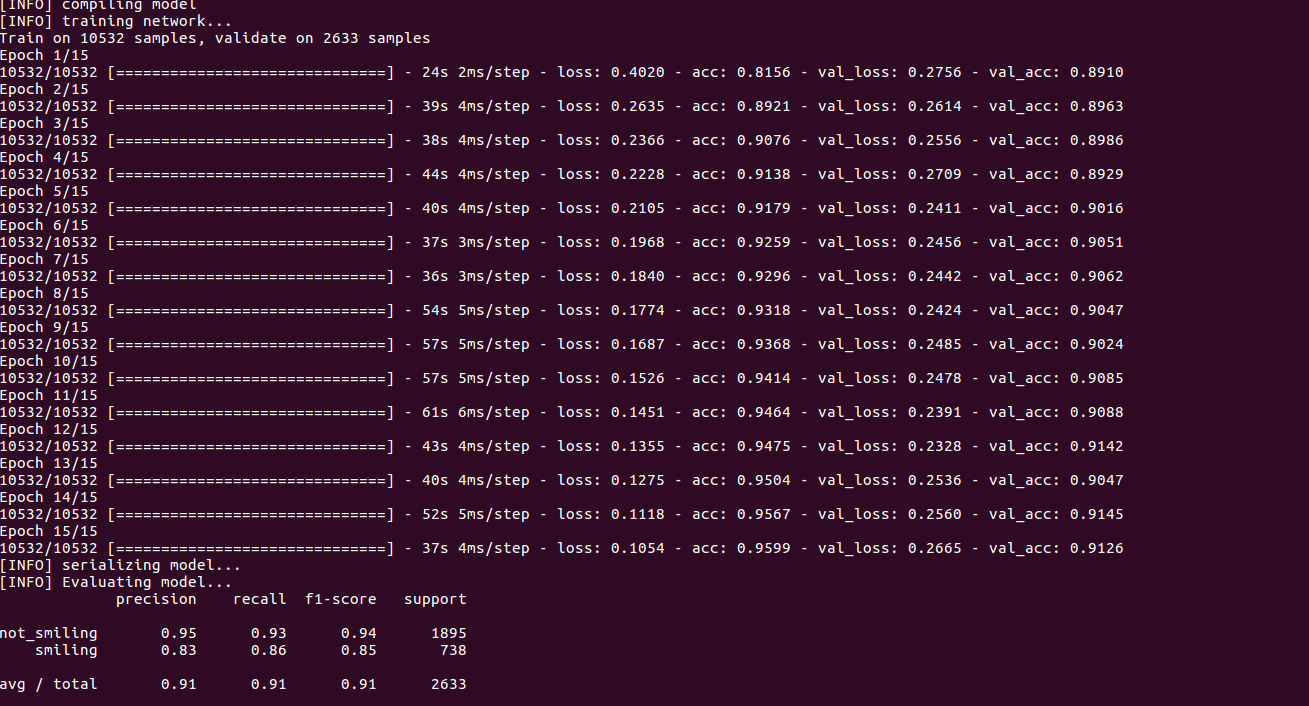 [INFO] compiling model
[INFO] training network...
Train on 10532 samples, validate on 2633 samples
Epoch 1/15
10532/10532 [==============================] - 24s 2ms/step - loss: 0.4020 - acc: 0.8156 - val_loss: 0.2756 - val_acc: 0.8910
Epoch 2/15
10532/10532 [==============================] - 39s 4ms/step - loss: 0.2635 - acc: 0.8921 - val_loss: 0.2614 - val_acc: 0.8963
Epoch 3/15
10532/10532 [==============================] - 38s 4ms/step - loss: 0.2366 - acc: 0.9076 - val_loss: 0.2556 - val_acc: 0.8986
Epoch 4/15
10532/10532 [==============================] - 44s 4ms/step - loss: 0.2228 - acc: 0.9138 - val_loss: 0.2709 - val_acc: 0.8929
Epoch 5/15
10532/10532 [==============================] - 40s 4ms/step - loss: 0.2105 - acc: 0.9179 - val_loss: 0.2411 - val_acc: 0.9016
Epoch 6/15
10532/10532 [==============================] - 37s 3ms/step - loss: 0.1968 - acc: 0.9259 - val_loss: 0.2456 - val_acc: 0.9051
Epoch 7/15
10532/10532 [==============================] - 36s 3ms/step - loss: 0.1840 - acc: 0.9296 - val_loss: 0.2442 - val_acc: 0.9062
Epoch 8/15
10532/10532 [==============================] - 54s 5ms/step - loss: 0.1774 - acc: 0.9318 - val_loss: 0.2424 - val_acc: 0.9047
Epoch 9/15
10532/10532 [==============================] - 57s 5ms/step - loss: 0.1687 - acc: 0.9368 - val_loss: 0.2485 - val_acc: 0.9024
Epoch 10/15
10532/10532 [==============================] - 57s 5ms/step - loss: 0.1526 - acc: 0.9414 - val_loss: 0.2478 - val_acc: 0.9085
Epoch 11/15
10532/10532 [==============================] - 61s 6ms/step - loss: 0.1451 - acc: 0.9464 - val_loss: 0.2391 - val_acc: 0.9088
Epoch 12/15
10532/10532 [==============================] - 43s 4ms/step - loss: 0.1355 - acc: 0.9475 - val_loss: 0.2328 - val_acc: 0.9142
Epoch 13/15
10532/10532 [==============================] - 40s 4ms/step - loss: 0.1275 - acc: 0.9504 - val_loss: 0.2536 - val_acc: 0.9047
Epoch 14/15
10532/10532 [==============================] - 52s 5ms/step - loss: 0.1118 - acc: 0.9567 - val_loss: 0.2560 - val_acc: 0.9145
Epoch 15/15
10532/10532 [==============================] - 37s 4ms/step - loss: 0.1054 - acc: 0.9599 - val_loss: 0.2665 - val_acc: 0.9126
[INFO] serializing model...
[INFO] Evaluating model...
precision recall f1-score support
not_smiling 0.95 0.93 0.94 1895
smiling 0.83 0.86 0.85 738
avg / total 0.91 0.91 0.91 2633